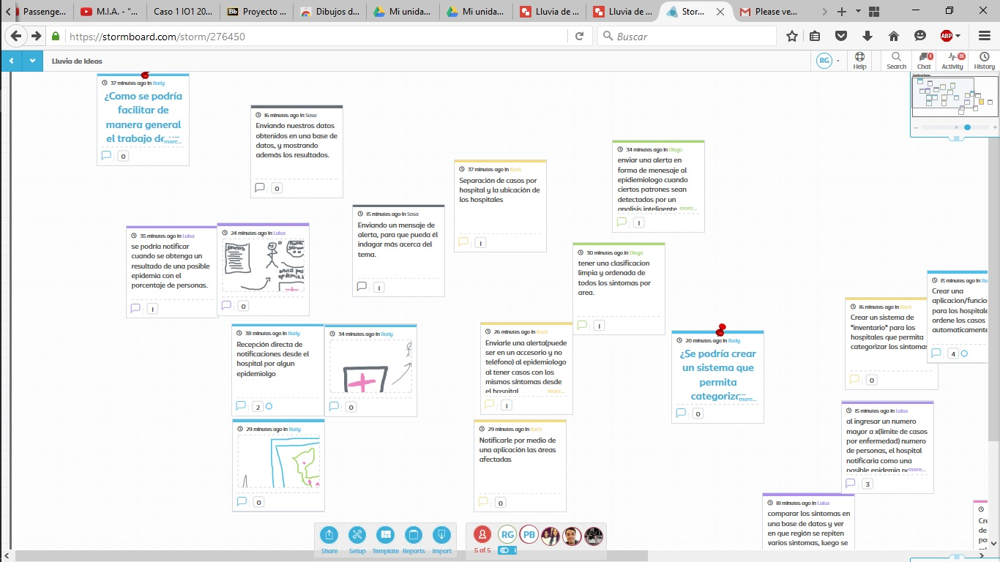 Passenge...
M.I.A. - "...
Caso 1 IO1 20...
Proyecto ...
Dibujos d...
Mi unida...
Mi unida...
Lluvia de ...
Lluvia de ...
Stor...
Please ve...
https://stormboard.com/storm/276450
Buscar
ABP
Lluvia de Ideas
RG
Help
Search
Chat
Activity
History
37 minutes ago in Rudy
¿Como se podría
facilitar de
manera general
el trabajo de
more...
0
16 minutes ago in Sosa
Enviando nuestros datos
obtenidos en una base de
datos, y mostrando
además los resultados.
0
34 minutes ago in Diego
enviar una alerta en
forma de menesaje al
epidiemiologo cuando
ciertos patrones sean
detectados por un
analisis inteligente
more...
1
37 minutes ago in Koch
Separación de casos por
hospital y la ubicación de
los hospitales
1
15 minutes ago in Sosa
Enviando un mensaje de
alerta, para que pueda él
indagar más acerca del
tema.
1
35 minutes ago in Luisa
se podría notificar
cuando se obtenga un
resultado de una posible
epidemia con el
porcentaje de personas.
1
24 minutes ago in Luisa
0
30 minutes ago in Diego
tener una clasificacion
limpia y ordenada de
todos los sintomas por
area.
1
15 minutes ago in Ru
Crear una
aplicacion/funcio
para los hospitale
ordene los casos
automaticamente
4
16 minutes ago in Koch
Crear un sistema de
"inventario" para los
hospitales que permita
categorizar los sintomas
0
38 minutes ago in Rudy
Recepción directa de
notificaciones desde el
hospital por algun
epidemiolgo
2
34 minutes ago in Rudy
0
26 minutes ago in Koch
Enviarle una alerta(puede
ser en un accesorio y no
teléfono) al epidemiologo
al tener casos con los
mismos síntomas desde
el hospital
more...
1
20 minutes ago in Rudy
¿Se podría crear
un sistema que
permita
categoriza
more...
0
15 minutes ago in Luisa
al ingresar un numero
mayor a x(limite de casos
por enfermedad) numero
de personas, el hospital
notificaria como una
posible epidemia
more...
3
29 minutes ago in Rudy
0
29 minutes ago in Koch
Notificarle por medio de
una aplicación las áreas
afectadas
0
18 minutes ago in Luisa
comparar los sintomas en
una base de datos y ver
en que región se repiten
varios sintomas, luego se
Cre
de
pos
Share
Setup
Template
Reports
Import
5 of 5
RG
PB
1